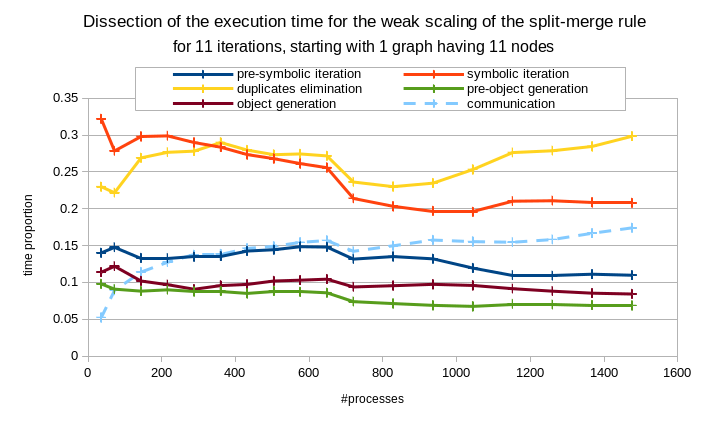 Dissection of the execution time for the weak scaling of the split-merge rule
for 11 iterations, starting with 1 graph having 11 nodes
pre-symbolic iteration
symbolic iteration
duplicates elimination
pre-object generation
object generation
communication
0.35
0.3
0.25
0.2
0.15
0.1
0.05
0
time proportion
0 200 400 600 800 1000 1200 1400 1600
#processes